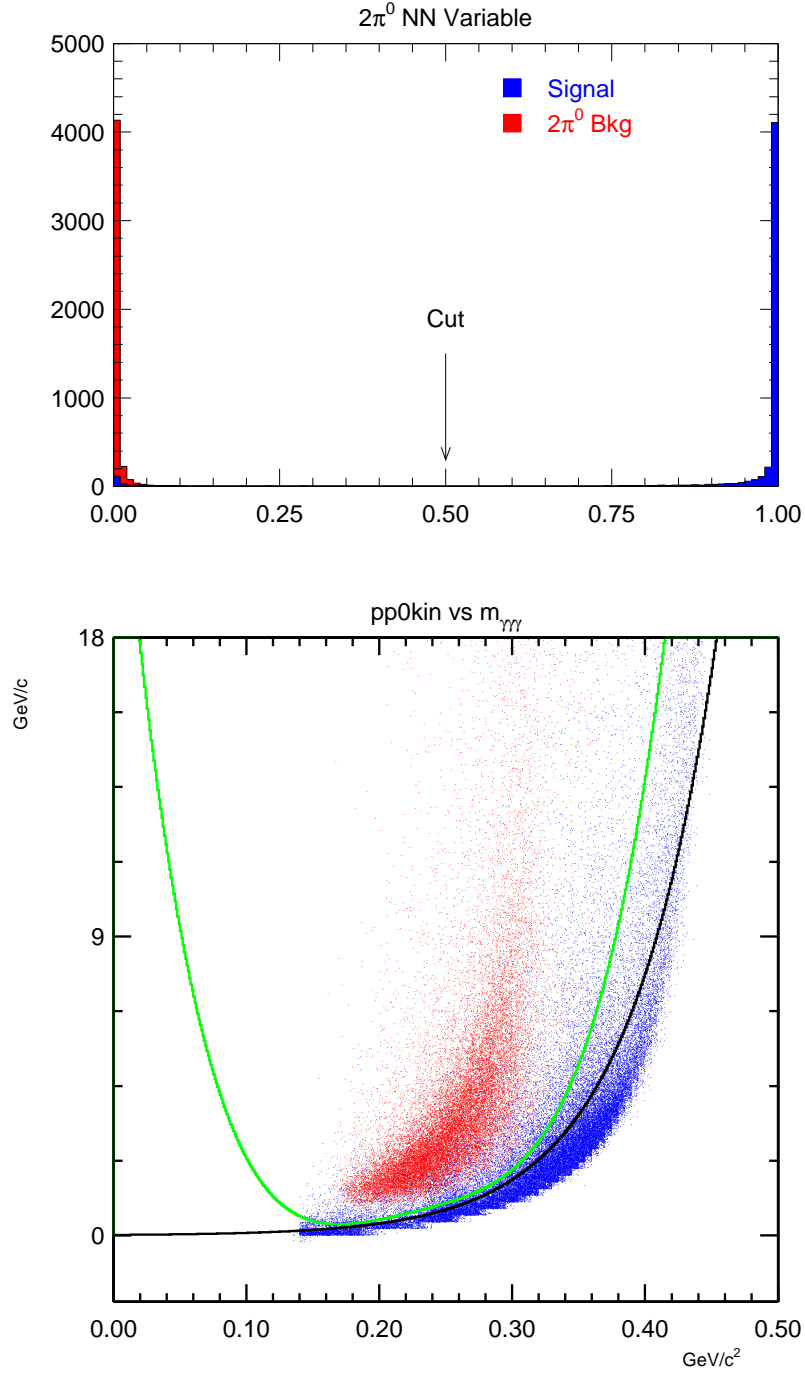 2π⁰ NN Variable
5000
4000
3000
2000
1000
0
Signal
2π⁰ Bkg
Cut
0.00 0.25 0.50 0.75 1.00
pp0kin vs m_γγγ
GeV/c
18
9
0
0.00 0.10 0.20 0.30 0.40 0.50
GeV/c²